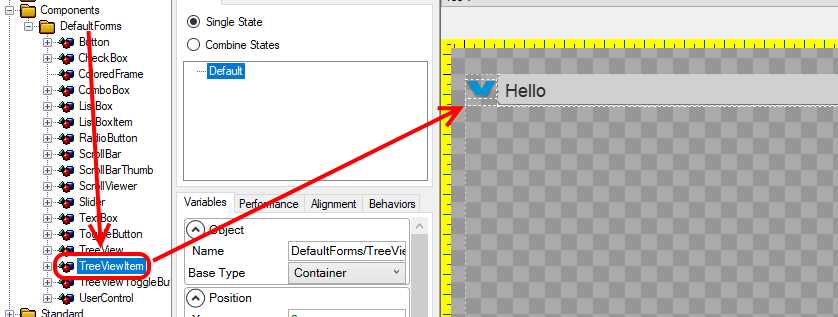 Components
DefaultForms
Button
CheckBox
ColoredFrame
ComboBox
ListBox
ListBoxItem
RadioButton
ScrollBar
ScrollBarThumb
ScrollViewer
Slider
TextBox
ToggleButton
TreeView
TreeViewItem
TreeViewToggleBu
UserControl
Standard
Single State
Combine States
Default
Variables
Performance
Alignment
Behaviors
Object
Name
DefaultForms/TreeVie
Base Type
Container
Position
Hello